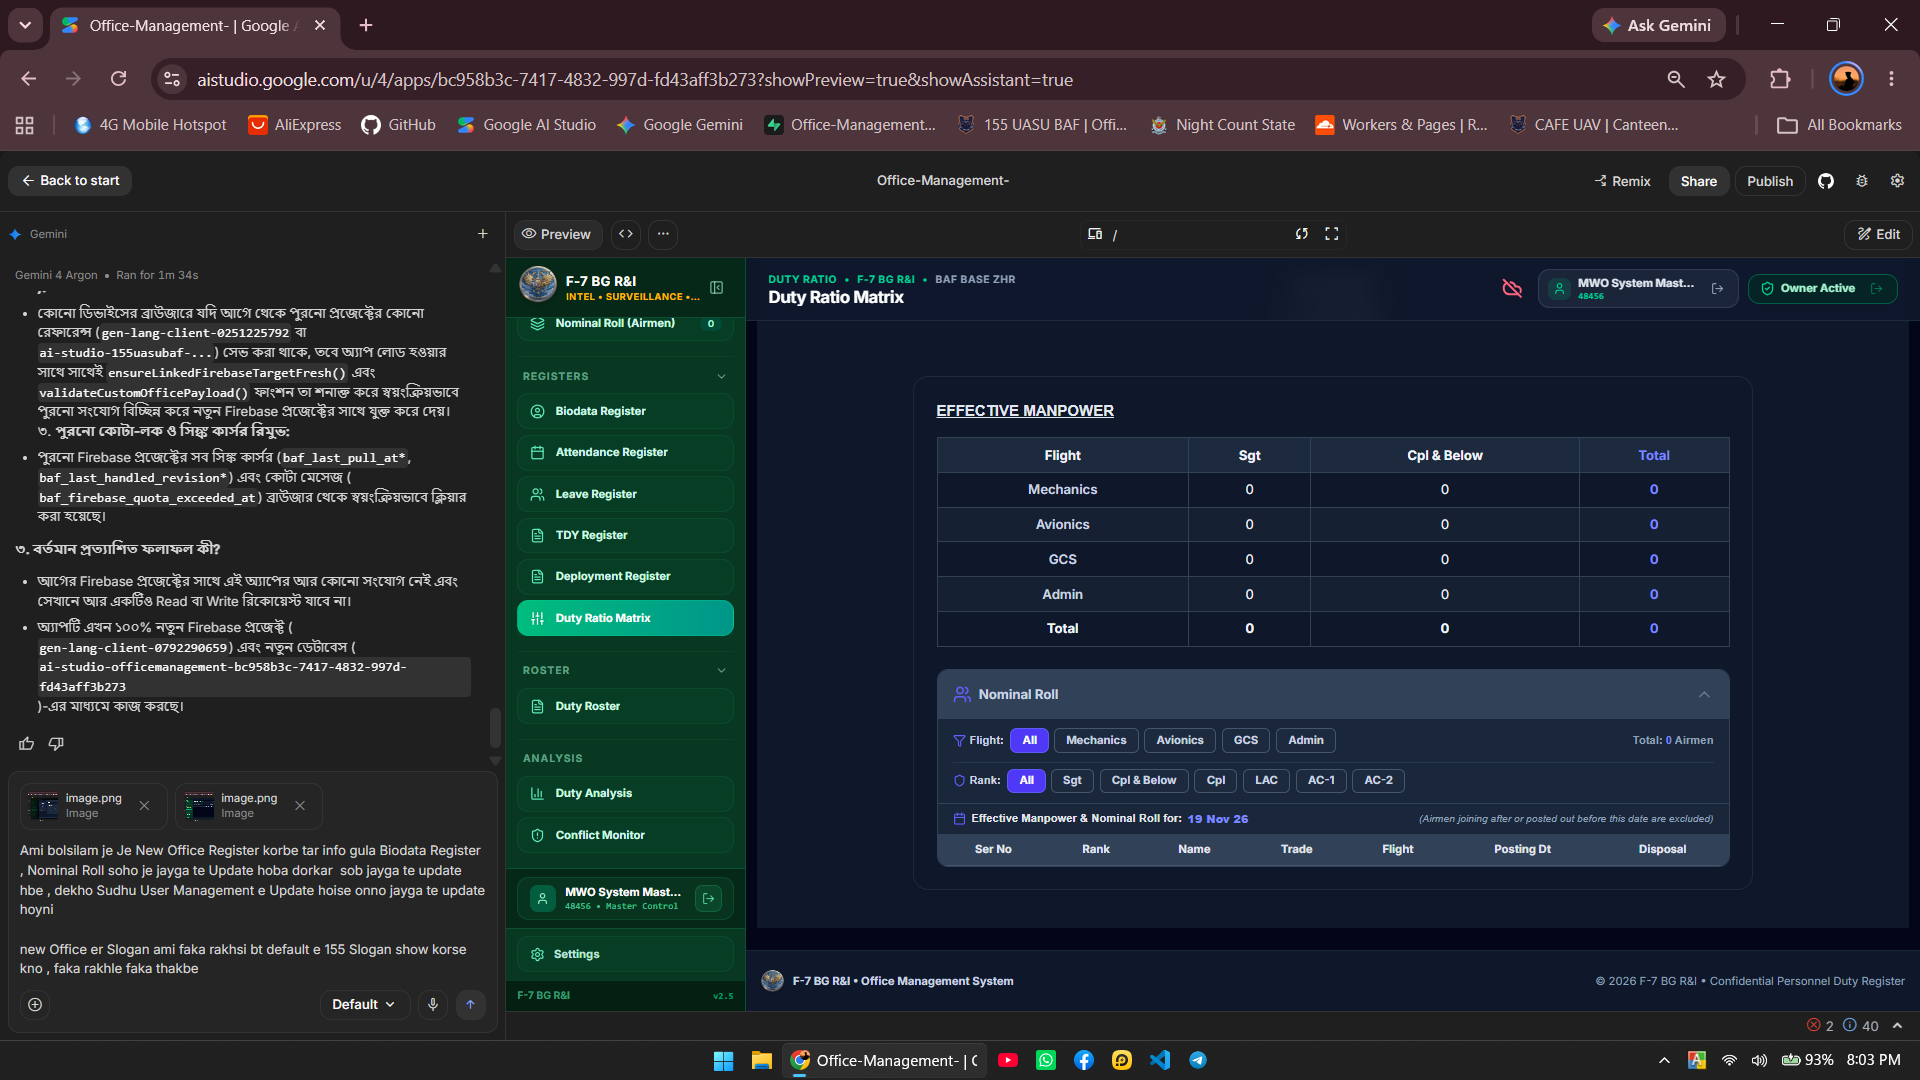 Office-Management- | Google A
Ask Gemini
aistudio.google.com/u/4/apps/bc958b3c-7417-4832-997d-fd43aff3b273?showPreview=true&showAssistant=true
4G Mobile Hotspot
AliExpress
GitHub
Google AI Studio
Google Gemini
Office-Management...
155 UASU BAF | Offi...
Night Count State
Workers & Pages | R...
CAFE UAV | Canteen...
All Bookmarks
Back to start
Office-Management-
Remix
Share
Publish
Gemini
Gemini 4 Argon • Ran for 1m 34s
• কোনো ডিভাইসের ব্রাউজারে যদি আগে থেকে পুরনো প্রজেক্টের কোনো
রেফারেন্স (gen-lang-client-0251225792 বা
ai-studio-155uasubaf-...) সেভ করা থাকে, তবে অ্যাপ লোড হওয়ার
সাথে সাথেই ensureLinkedFirebaseTargetFresh() এবং
validateCustomOfficePayload() ফাংশন তা শনাক্ত করে স্বয়ংক্রিয়ভাবে
পুরনো সংযোগ বিচ্ছিন্ন করে নতুন Firebase প্রজেক্টের সাথে যুক্ত করে দেয়।
৩. পুরনো কোটা-লক ও সিঙ্ক কার্সর রিমুভ:
• পুরনো Firebase প্রজেক্টের সব সিঙ্ক কার্সর (baf_last_pull_at*,
baf_last_handled_revision*) এবং কোটা মেসেজ (
baf_firebase_quota_exceeded_at) ব্রাউজার থেকে স্বয়ংক্রিয়ভাবে ক্লিয়ার
করা হয়েছে।
৩. বর্তমান প্রত্যাশিত ফলাফল কী?
• আগের Firebase প্রজেক্টের সাথে এই অ্যাপের আর কোনো সংযোগ নেই এবং
সেখানে আর একটিও Read বা Write রিকোয়েস্ট যাবে না।
• অ্যাপটি এখন ১০০% নতুন Firebase প্রজেক্ট (
gen-lang-client-0792290659) এবং নতুন ডেটাবেস (
ai-studio-officemanagement-bc958b3c-7417-4832-997d-
fd43aff3b273
)-এর মাধ্যমে কাজ করছে।
image.png
Image
image.png
Image
Ami bolsilam je Je New Office Register korbe tar info gula Biodata Register
, Nominal Roll soho je jayga te Update hoba dorkar sob jayga te update
hbe , dekho Sudhu User Management e Update hoise onno jayga te update
hoyni
new Office er Slogan ami faka rakhsi bt default e 155 Slogan show korse
kno , faka rakhle faka thakbe
Default
Preview
/
Edit
F-7 BG R&I
INTEL • SURVEILLANCE •...
Nominal Roll (Airmen) 0
REGISTERS
Biodata Register
Attendance Register
Leave Register
TDY Register
Deployment Register
Duty Ratio Matrix
ROSTER
Duty Roster
ANALYSIS
Duty Analysis
Conflict Monitor
MWO System Mast...
48456 • Master Control
Settings
F-7 BG R&I v2.5
DUTY RATIO • F-7 BG R&I • BAF BASE ZHR
Duty Ratio Matrix
MWO System Mast...
48456
Owner Active
EFFECTIVE MANPOWER
Flight Sgt Cpl & Below Total
Mechanics 0 0 0
Avionics 0 0 0
GCS 0 0 0
Admin 0 0 0
Total 0 0 0
Nominal Roll
Flight: All Mechanics Avionics GCS Admin Total: 0 Airmen
Rank: All Sgt Cpl & Below Cpl LAC AC-1 AC-2
Effective Manpower & Nominal Roll for: 19 Nov 26 (Airmen joining after or posted out before this date are excluded)
Ser No Rank Name Trade Flight Posting Dt Disposal
F-7 BG R&I • Office Management System
© 2026 F-7 BG R&I • Confidential Personnel Duty Register
2 40
Office-Management- | G
93% 8:03 PM